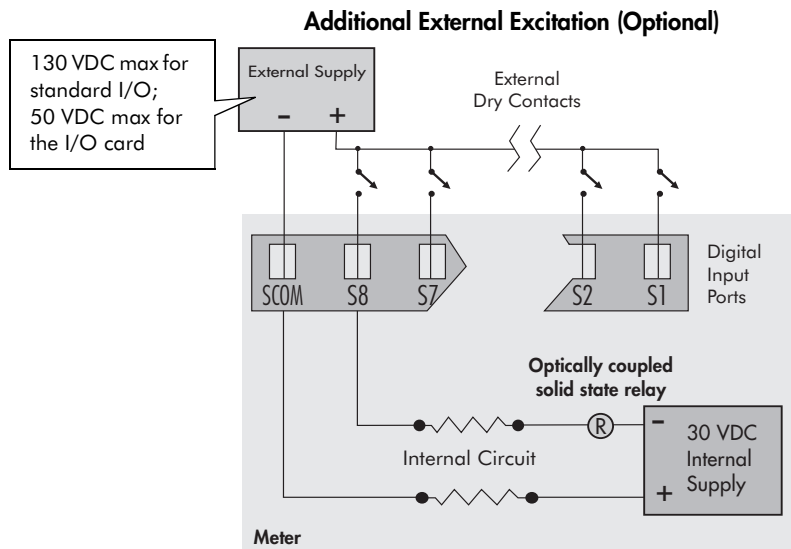 Additional External Excitation (Optional)
130 VDC max for
standard I/O;
50 VDC max for
the I/O card
External Supply
- +
External
Dry Contacts
SCOM S8 S7 S2 S1
Digital
Input
Ports
Optically coupled
solid state relay
R
-
30 VDC
Internal
Supply
+
Internal Circuit
Meter